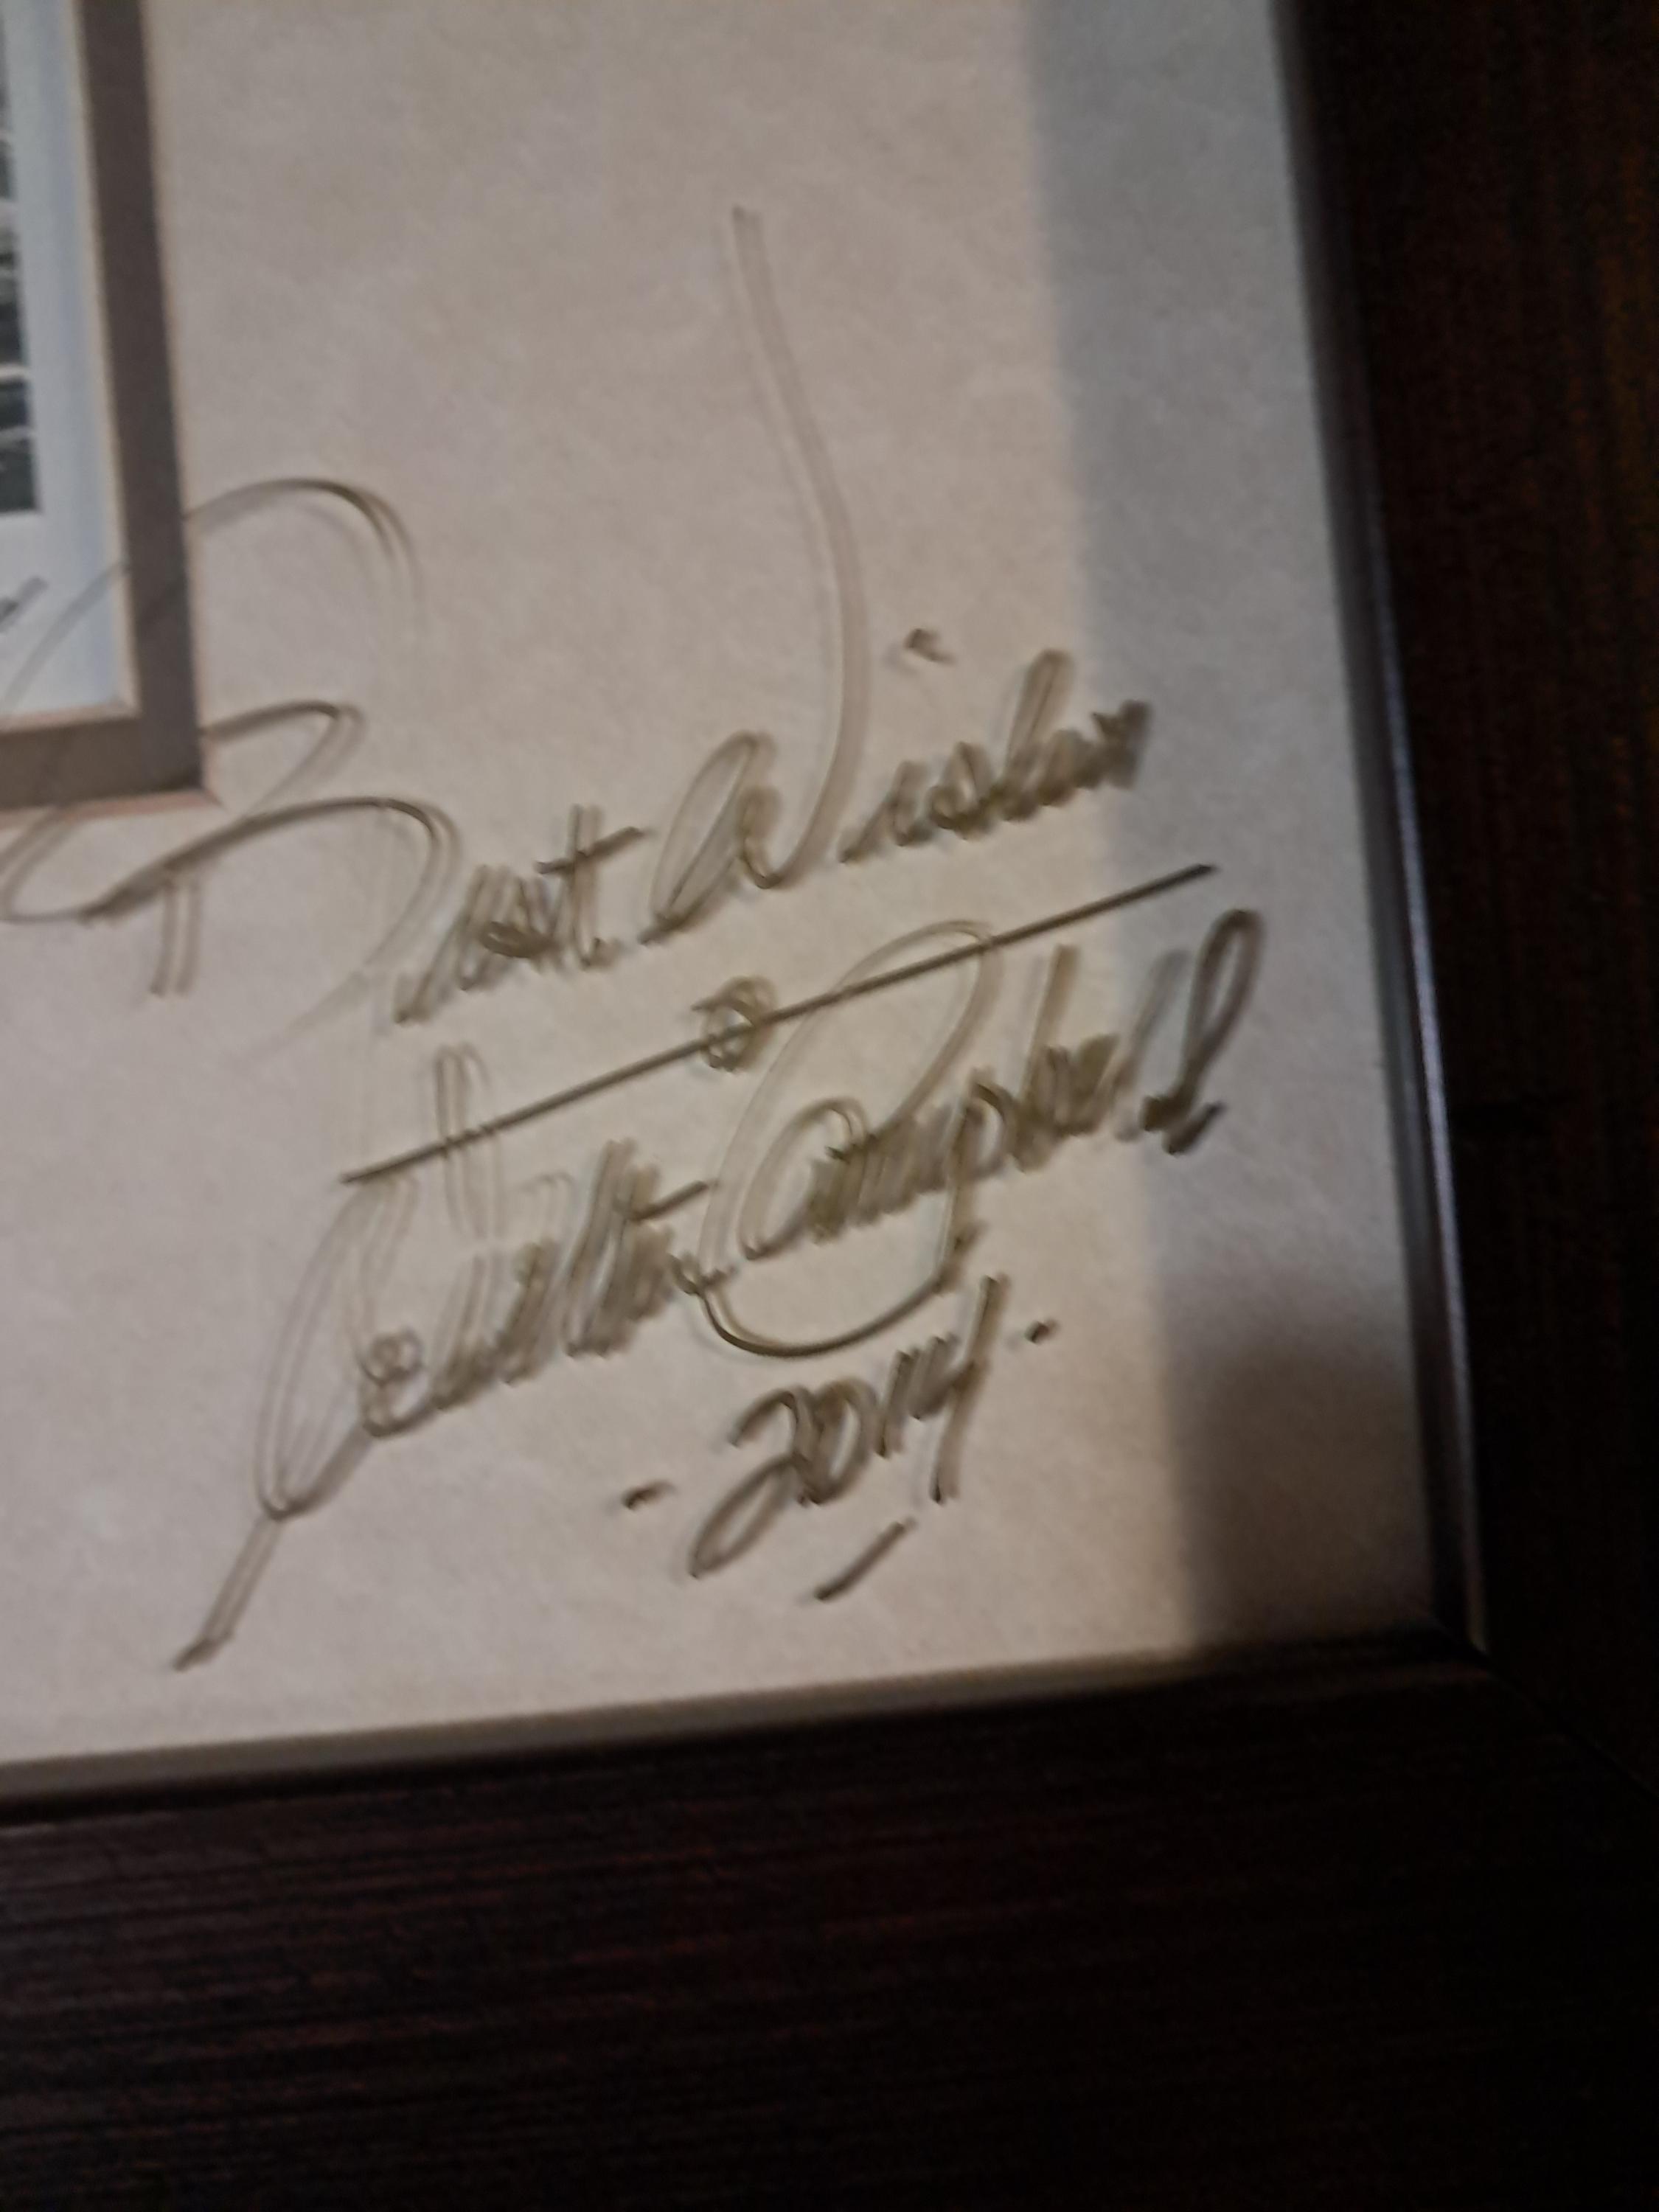 Best Wishes
Campbell
- 2014 -